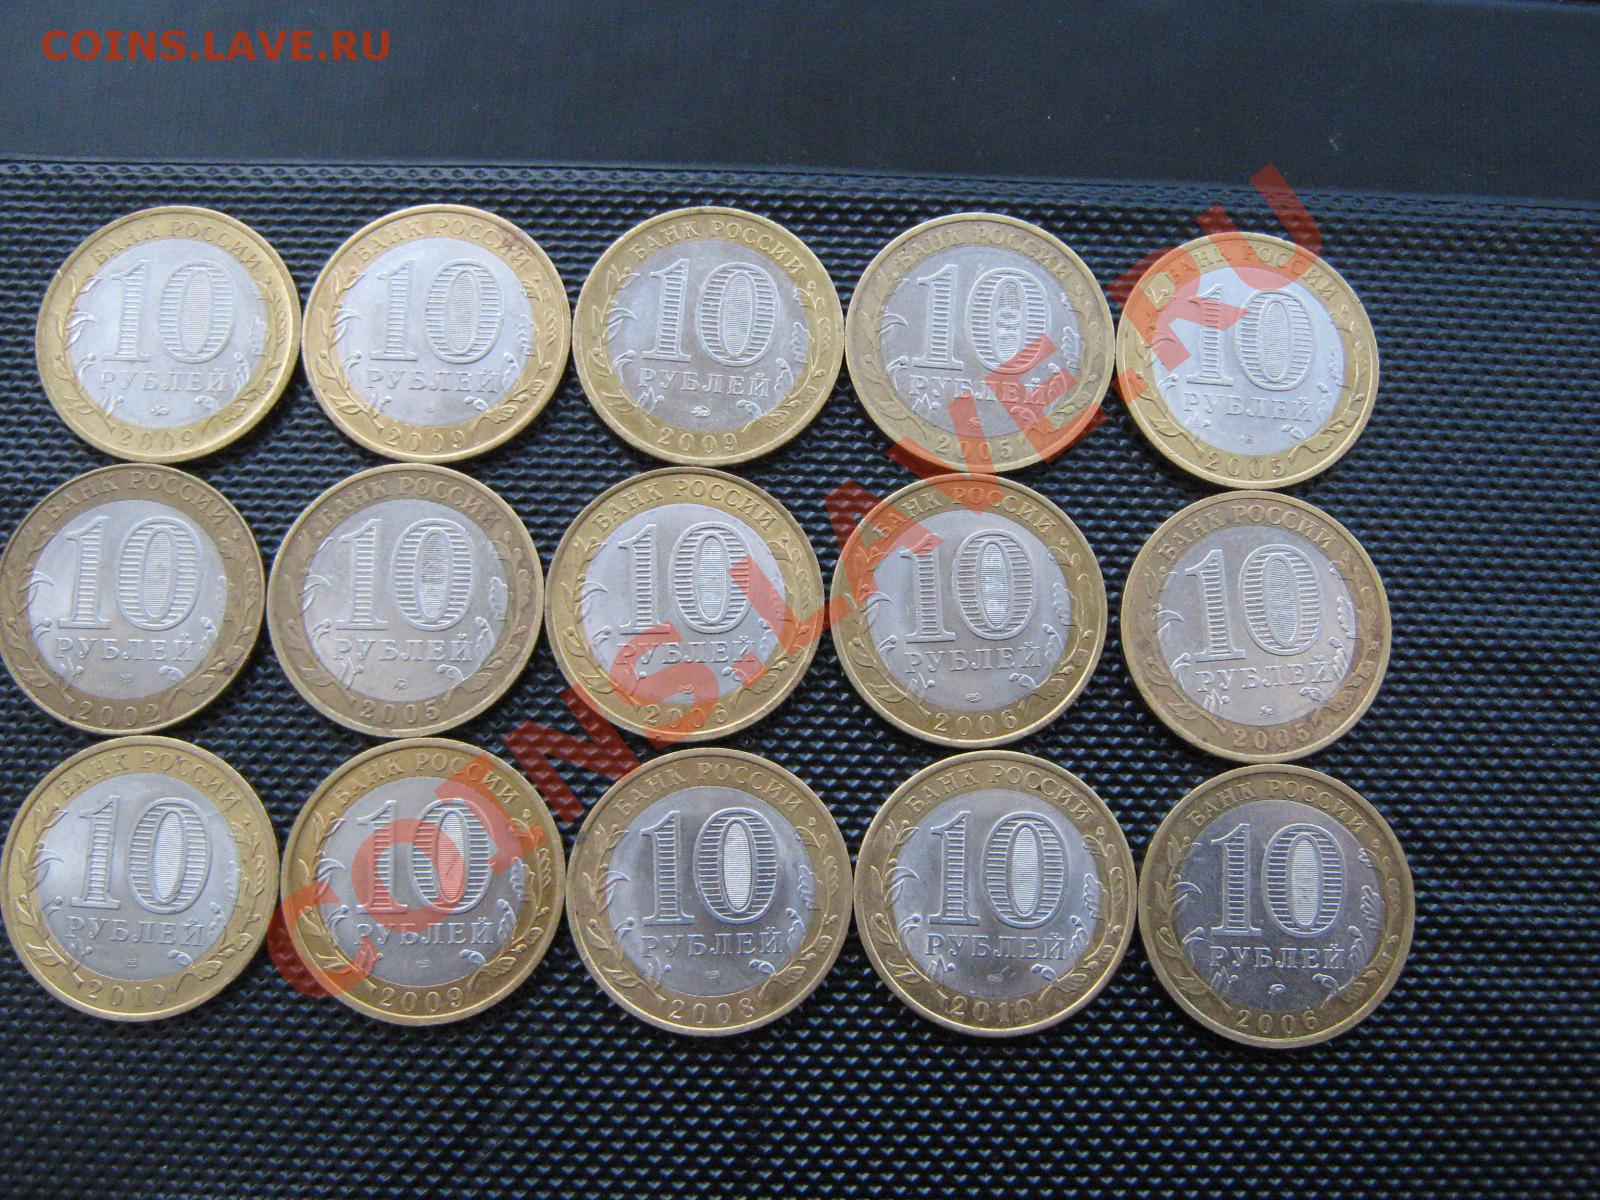 COINS.LAVE.RU
БАНК РОССИИ
10
РУБЛЕЙ
2009
БАНК РОССИИ
10
РУБЛЕЙ
2009
БАНК РОССИИ
10
РУБЛЕЙ
2009
БАНК РОССИИ
10
РУБЛЕЙ
2005
БАНК РОССИИ
10
РУБЛЕЙ
2005
БАНК РОССИИ
10
РУБЛЕЙ
2002
БАНК РОССИИ
10
РУБЛЕЙ
2005
БАНК РОССИИ
10
РУБЛЕЙ
2006
БАНК РОССИИ
10
РУБЛЕЙ
2006
БАНК РОССИИ
10
РУБЛЕЙ
2005
БАНК РОССИИ
10
РУБЛЕЙ
2010
БАНК РОССИИ
10
РУБЛЕЙ
2009
БАНК РОССИИ
10
РУБЛЕЙ
2008
БАНК РОССИИ
10
РУБЛЕЙ
2010
БАНК РОССИИ
10
РУБЛЕЙ
2006
COINS.LAVE.RU